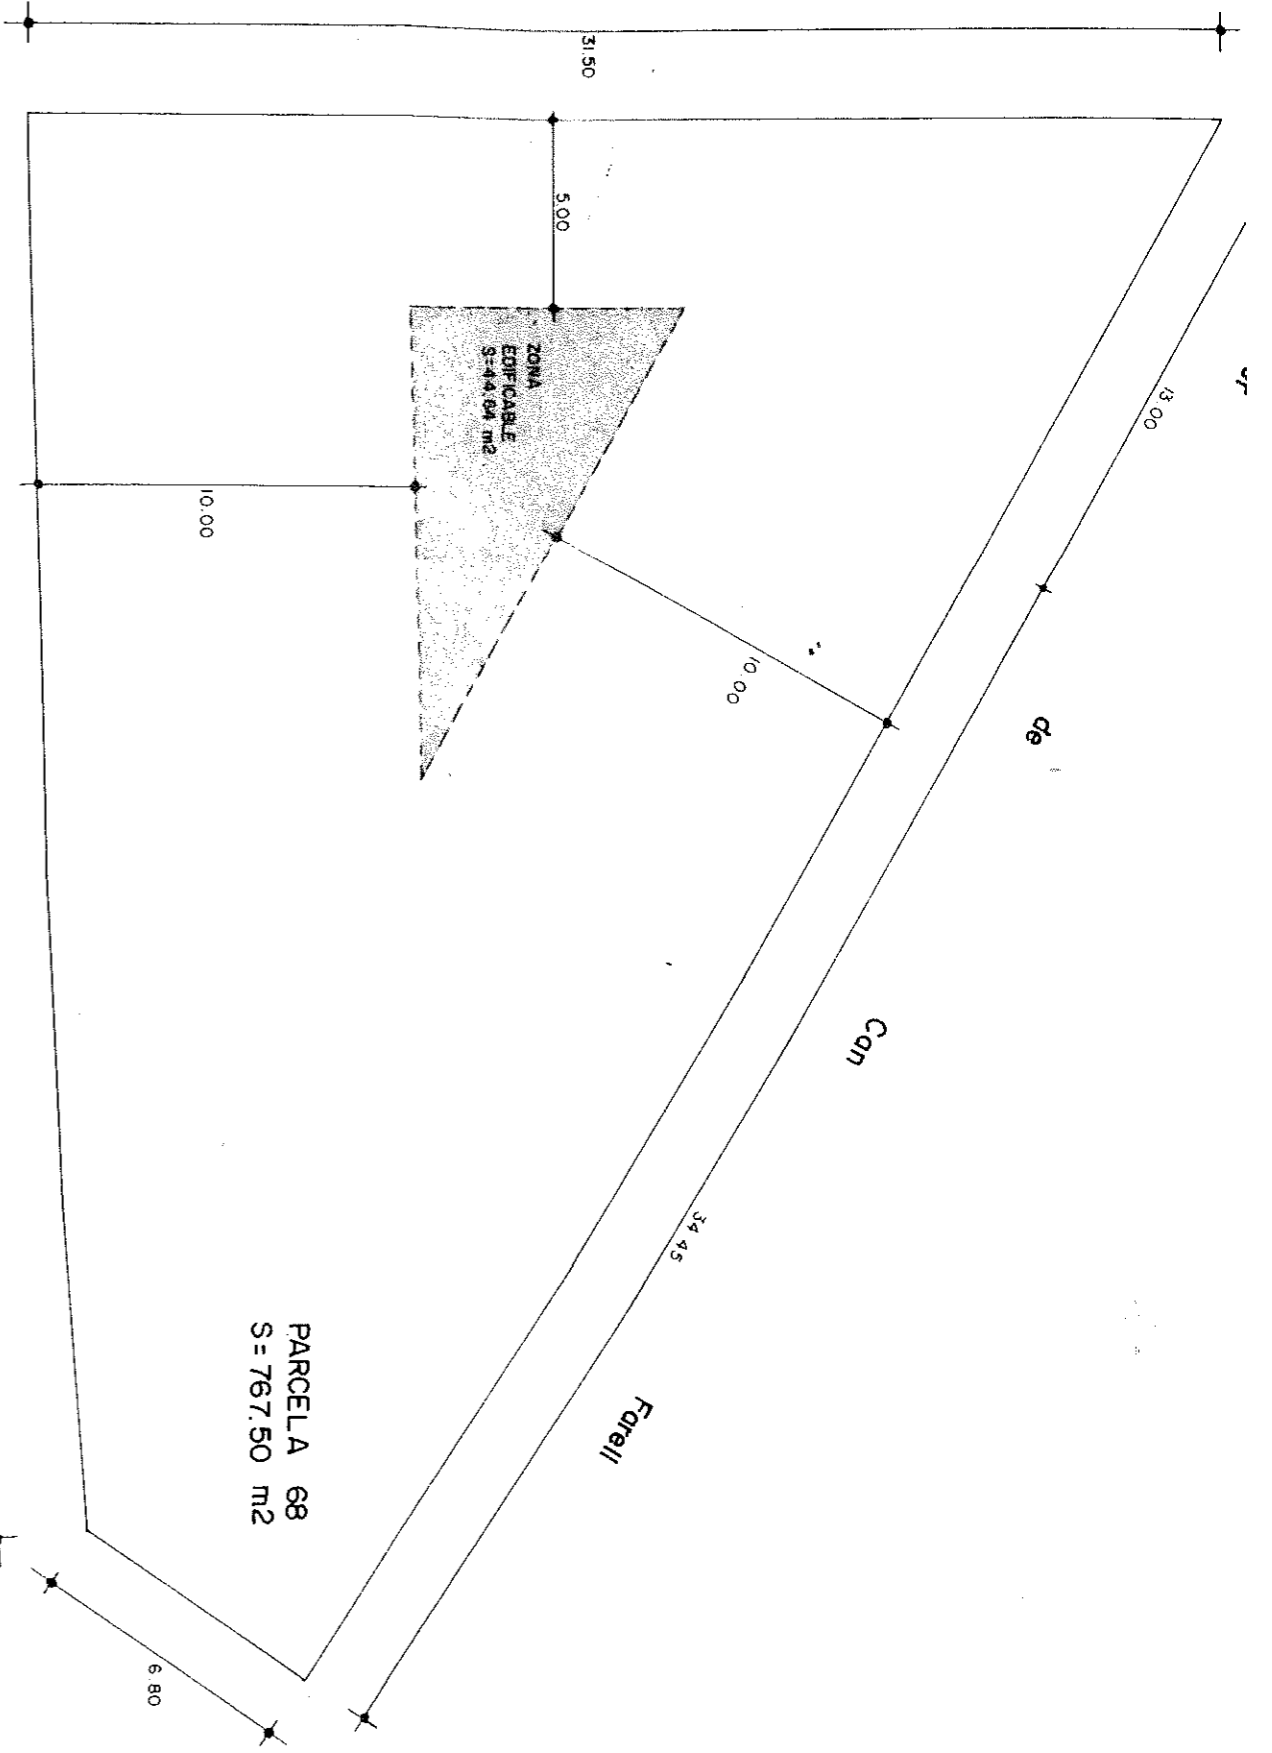 31.50
5.00
ZONA
EDIFICABLE
S=44.64 m2
10.00
10.00
13.00
de
Can
Farell
34 45
PARCELA 68
S=767.50 m2
6.80